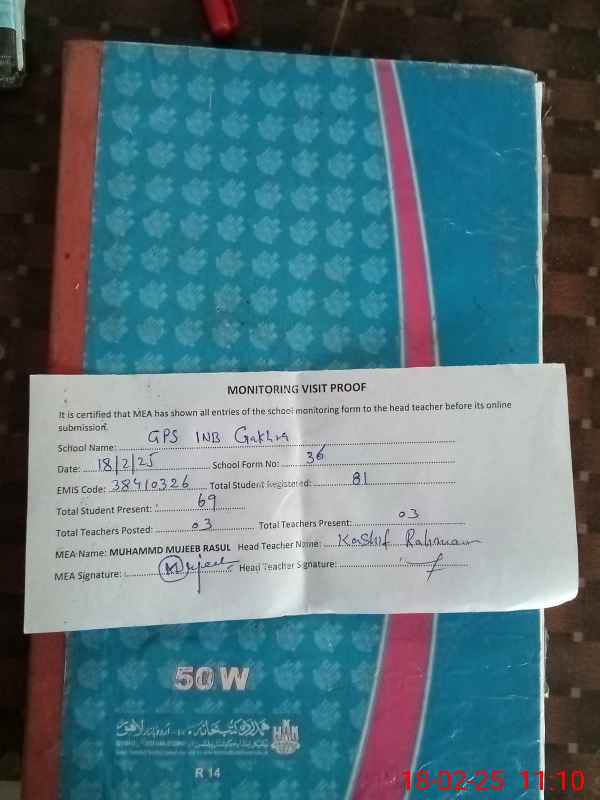 MONITORING VISIT PROOF
It is certified that MEA has shown all entries of the school monitoring form to the head teacher before its online
submission.
School Name: GPS INB Gakhra
Date: 18/2/25 School Form No: 36
EMIS Code: 38410326 Total Student Registered: 81
Total Student Present: 69
Total Teachers Posted: 03 Total Teachers Present: 03
MEA Name: MUHAMMD MUJEEB RASUL Head Teacher Name: Kashif Rahman
MEA Signature: Mujeeb Head Teacher Signature:
50W
R 14
18-02-25 11:10